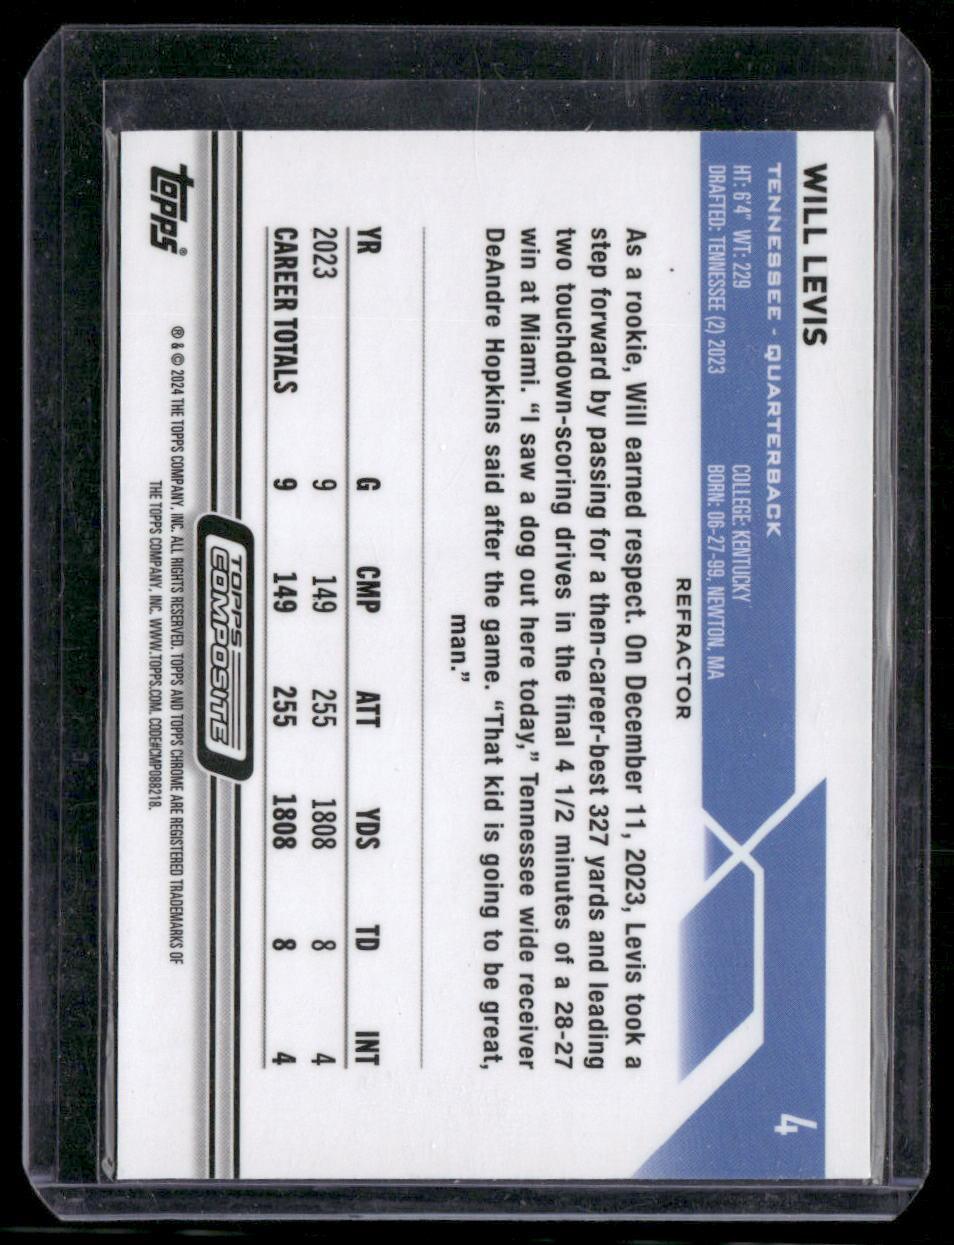 WILL LEVIS
4
TENNESSEE - QUARTERBACK
HT: 6'4" WT: 229 COLLEGE: KENTUCKY
DRAFTED: TENNESSEE (2) 2023 BORN: 06-27-99, NEWTON, MA
REFRACTOR
As a rookie, Will earned respect. On December 11, 2023, Levis took a
step forward by passing for a then-career-best 327 yards and leading
two touchdown-scoring drives in the final 4 1/2 minutes of a 28-27
win at Miami. “I saw a dog out here today,” Tennessee wide receiver
DeAndre Hopkins said after the game. “That kid is going to be great,
man.”
YR G CMP ATT YDS TD INT
2023 9 149 255 1808 8 4
CAREER TOTALS 9 149 255 1808 8 4
TOPPS
COMPOSITE
topps®
® & © 2024 THE TOPPS COMPANY, INC. ALL RIGHTS RESERVED. TOPPS AND TOPPS CHROME ARE REGISTERED TRADEMARKS OF
THE TOPPS COMPANY, INC. WWW.TOPPS.COM. CODE#CMP088218.